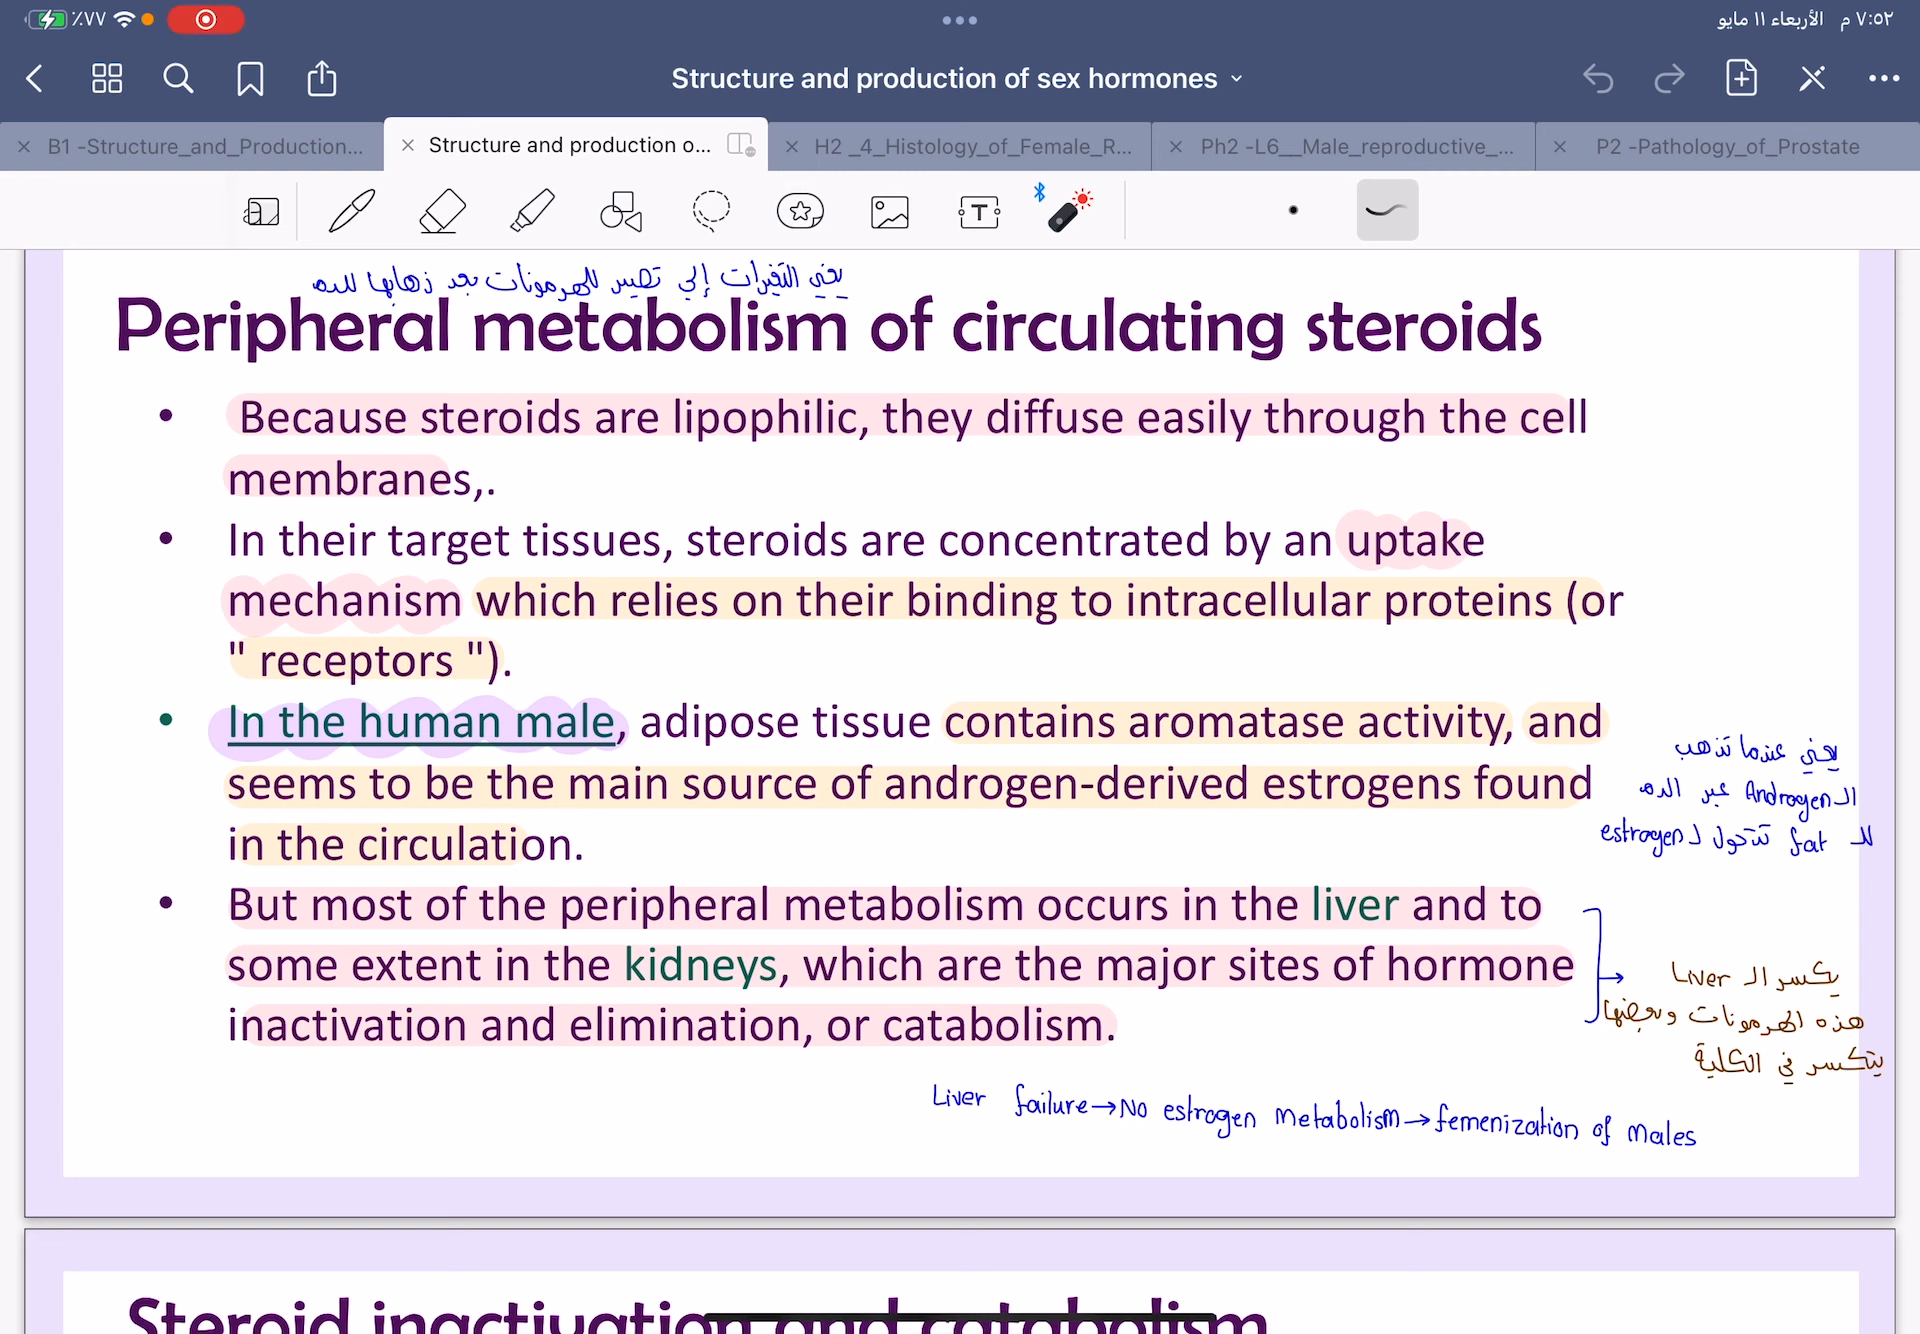 ٪٧٧
٧:٥٢ م الأربعاء ١١ مايو
Structure and production of sex hormones
B1 -Structure_and_Production...
Structure and production o...
H2 _4_Histology_of_Female_R...
Ph2 -L6__Male_reproductive_...
P2 -Pathology_of_Prostate
يعني التغيرات إلي تصير للهرمونات بعد ذهابها للدم
Peripheral metabolism of circulating steroids
• Because steroids are lipophilic, they diffuse easily through the cell
membranes,.
• In their target tissues, steroids are concentrated by an uptake
mechanism which relies on their binding to intracellular proteins (or
" receptors ").
• In the human male, adipose tissue contains aromatase activity, and
seems to be the main source of androgen-derived estrogens found
in the circulation.
يعني عندما تذهب
الـ Androgen عبر الدم
للـ fat تتحول لـ estrogen
• But most of the peripheral metabolism occurs in the liver and to
some extent in the kidneys, which are the major sites of hormone
inactivation and elimination, or catabolism.
يكسر الـ Liver
هذه الهرمونات وبعضها
يتكسر في الكلية
Liver failure → No estrogen metabolism → femenization of males
Steroid inactivation and catabolism